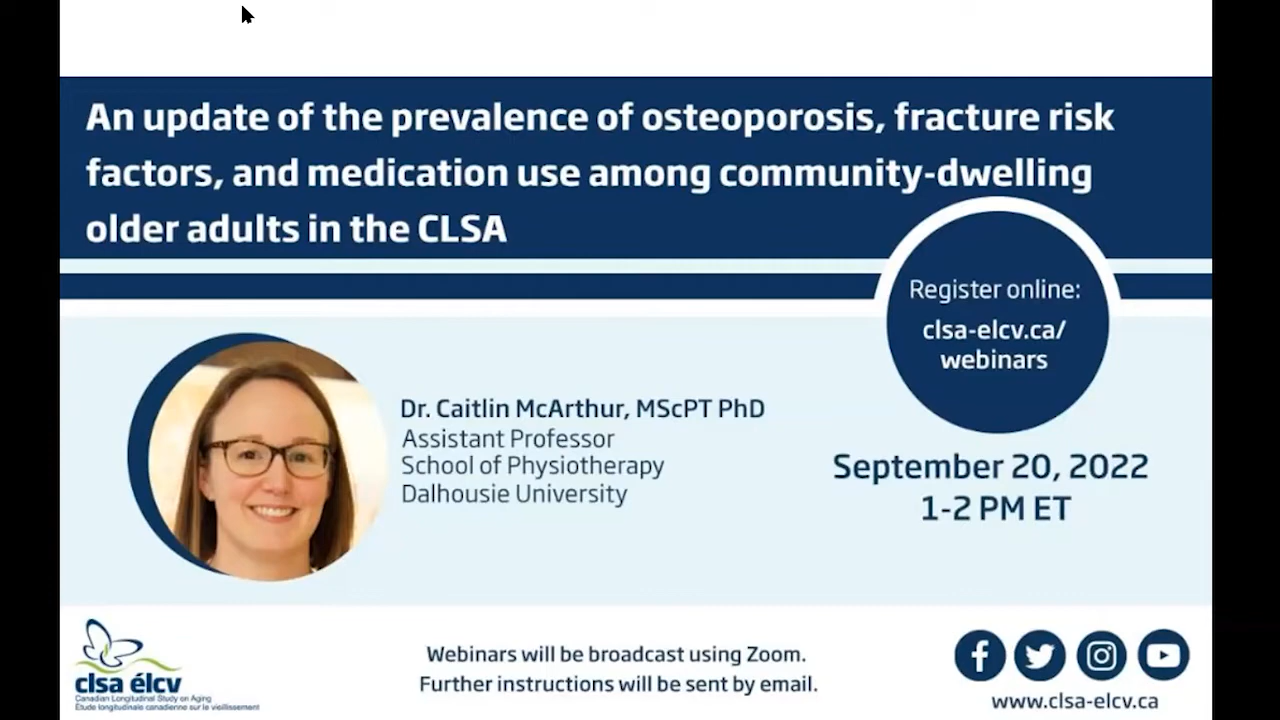 An update of the prevalence of osteoporosis, fracture risk
factors, and medication use among community-dwelling
older adults in the CLSA
Register online:
clsa-elcv.ca/
webinars
Dr. Caitlin McArthur, MScPT PhD
Assistant Professor
School of Physiotherapy
Dalhousie University
September 20, 2022
1-2 PM ET
clsa élcv
Canadian Longitudinal Study on Aging
Étude longitudinale canadienne sur le vieillissement
Webinars will be broadcast using Zoom.
Further instructions will be sent by email.
www.clsa-elcv.ca